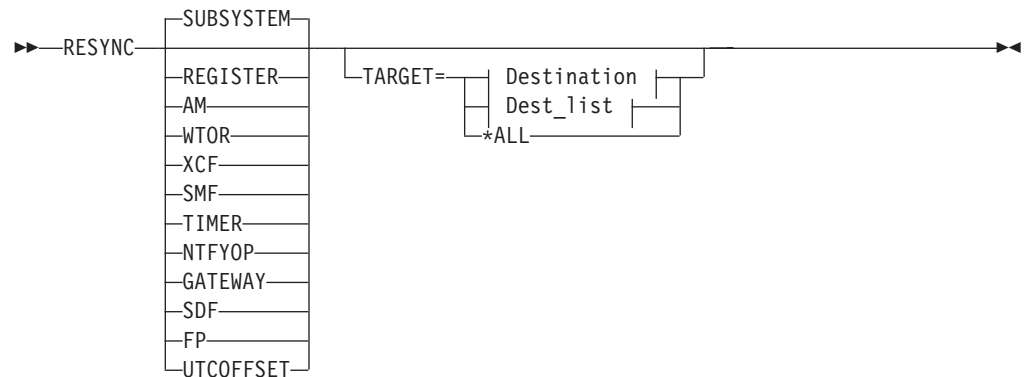 SUBSYSTEM
RESYNC
REGISTER
TARGET= Destination
AM
Dest_list
WTOR
*ALL
XCF
SMF
TIMER
NTFYOP
GATEWAY
SDF
FP
UTCOFFSET